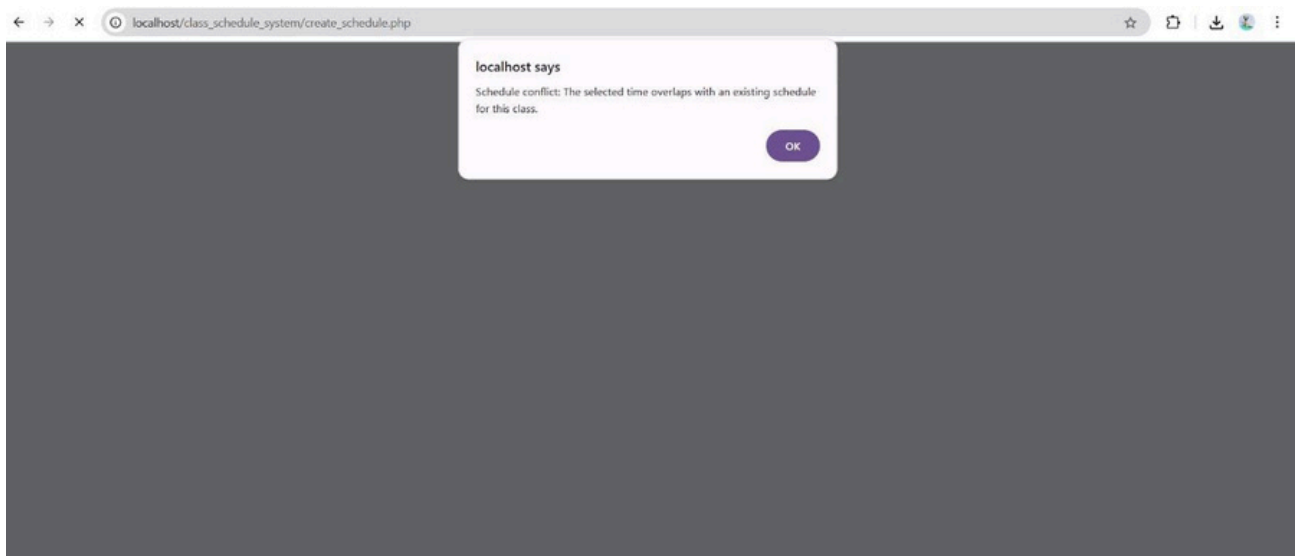 localhost/class_schedule_system/create_schedule.php
localhost says
Schedule conflict: The selected time overlaps with an existing schedule
for this class.
OK